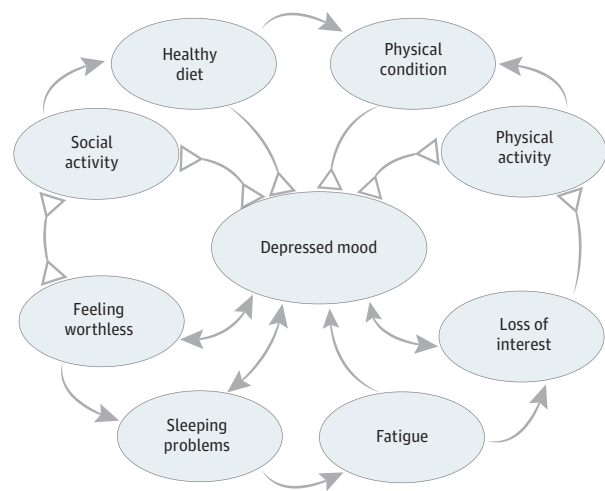 Healthy
diet
Physical
condition
Social
activity
Physical
activity
Depressed mood
Feeling
worthless
Loss of
interest
Sleeping
problems
Fatigue